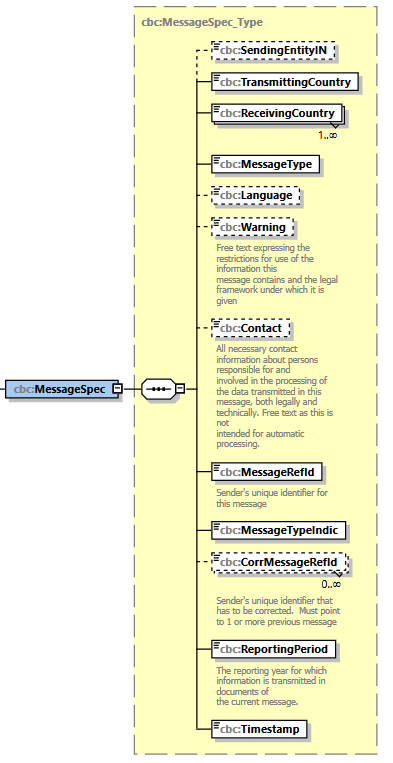 cbc:MessageSpec_Type
cbc:SendingEntityIN
cbc:TransmittingCountry
cbc:ReceivingCountry
1..∞
cbc:MessageType
cbc:Language
cbc:Warning
Free text expressing the
restrictions for use of the
information this
message contains and the legal
framework under which it is
given
cbc:Contact
All necessary contact
information about persons
responsible for and
involved in the processing of
the data transmitted in this
message, both legally and
technically. Free text as this is
not
intended for automatic
processing.
cbc:MessageSpec
cbc:MessageRefId
Sender's unique identifier for
this message
cbc:MessageTypeIndic
cbc:CorrMessageRefId
0..∞
Sender's unique identifier that
has to be corrected.  Must point
to 1 or more previous message
cbc:ReportingPeriod
The reporting year for which
information is transmitted in
documents of
the current message.
cbc:Timestamp